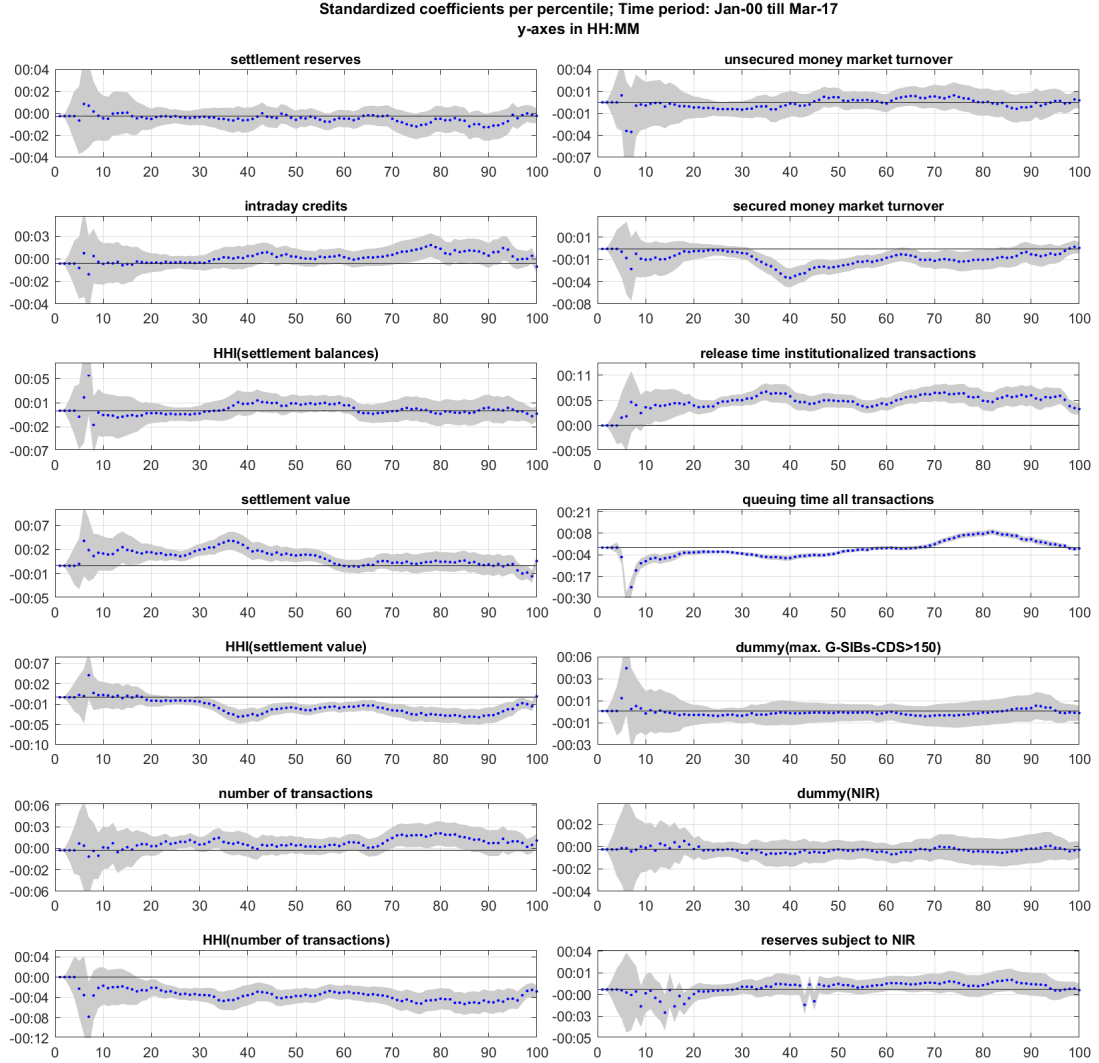 Standardized coefficients per percentile; Time period: Jan-00 till Mar-17
y-axes in HH:MM
settlement reserves
00:04
00:02
00:00
-00:02
-00:04
0 10 20 30 40 50 60 70 80 90 100
unsecured money market turnover
00:04
00:01
-00:01
-00:04
-00:07
0 10 20 30 40 50 60 70 80 90 100
intraday credits
00:03
00:00
-00:02
-00:04
0 10 20 30 40 50 60 70 80 90 100
secured money market turnover
00:01
-00:01
-00:04
-00:08
0 10 20 30 40 50 60 70 80 90 100
HHI(settlement balances)
00:05
00:01
-00:02
-00:07
0 10 20 30 40 50 60 70 80 90 100
release time institutionalized transactions
00:11
00:05
00:00
-00:05
0 10 20 30 40 50 60 70 80 90 100
settlement value
00:07
00:02
-00:01
-00:05
0 10 20 30 40 50 60 70 80 90 100
queuing time all transactions
00:21
00:08
-00:04
-00:17
-00:30
0 10 20 30 40 50 60 70 80 90 100
HHI(settlement value)
00:07
00:02
-00:01
-00:05
-00:10
0 10 20 30 40 50 60 70 80 90 100
dummy(max. G-SIBs-CDS>150)
00:06
00:03
00:01
-00:01
-00:03
0 10 20 30 40 50 60 70 80 90 100
number of transactions
00:06
00:03
00:00
-00:02
-00:06
0 10 20 30 40 50 60 70 80 90 100
dummy(NIR)
00:02
00:00
-00:02
-00:04
0 10 20 30 40 50 60 70 80 90 100
HHI(number of transactions)
00:04
00:00
-00:04
-00:08
-00:12
0 10 20 30 40 50 60 70 80 90 100
reserves subject to NIR
00:04
00:01
-00:00
-00:03
-00:05
0 10 20 30 40 50 60 70 80 90 100